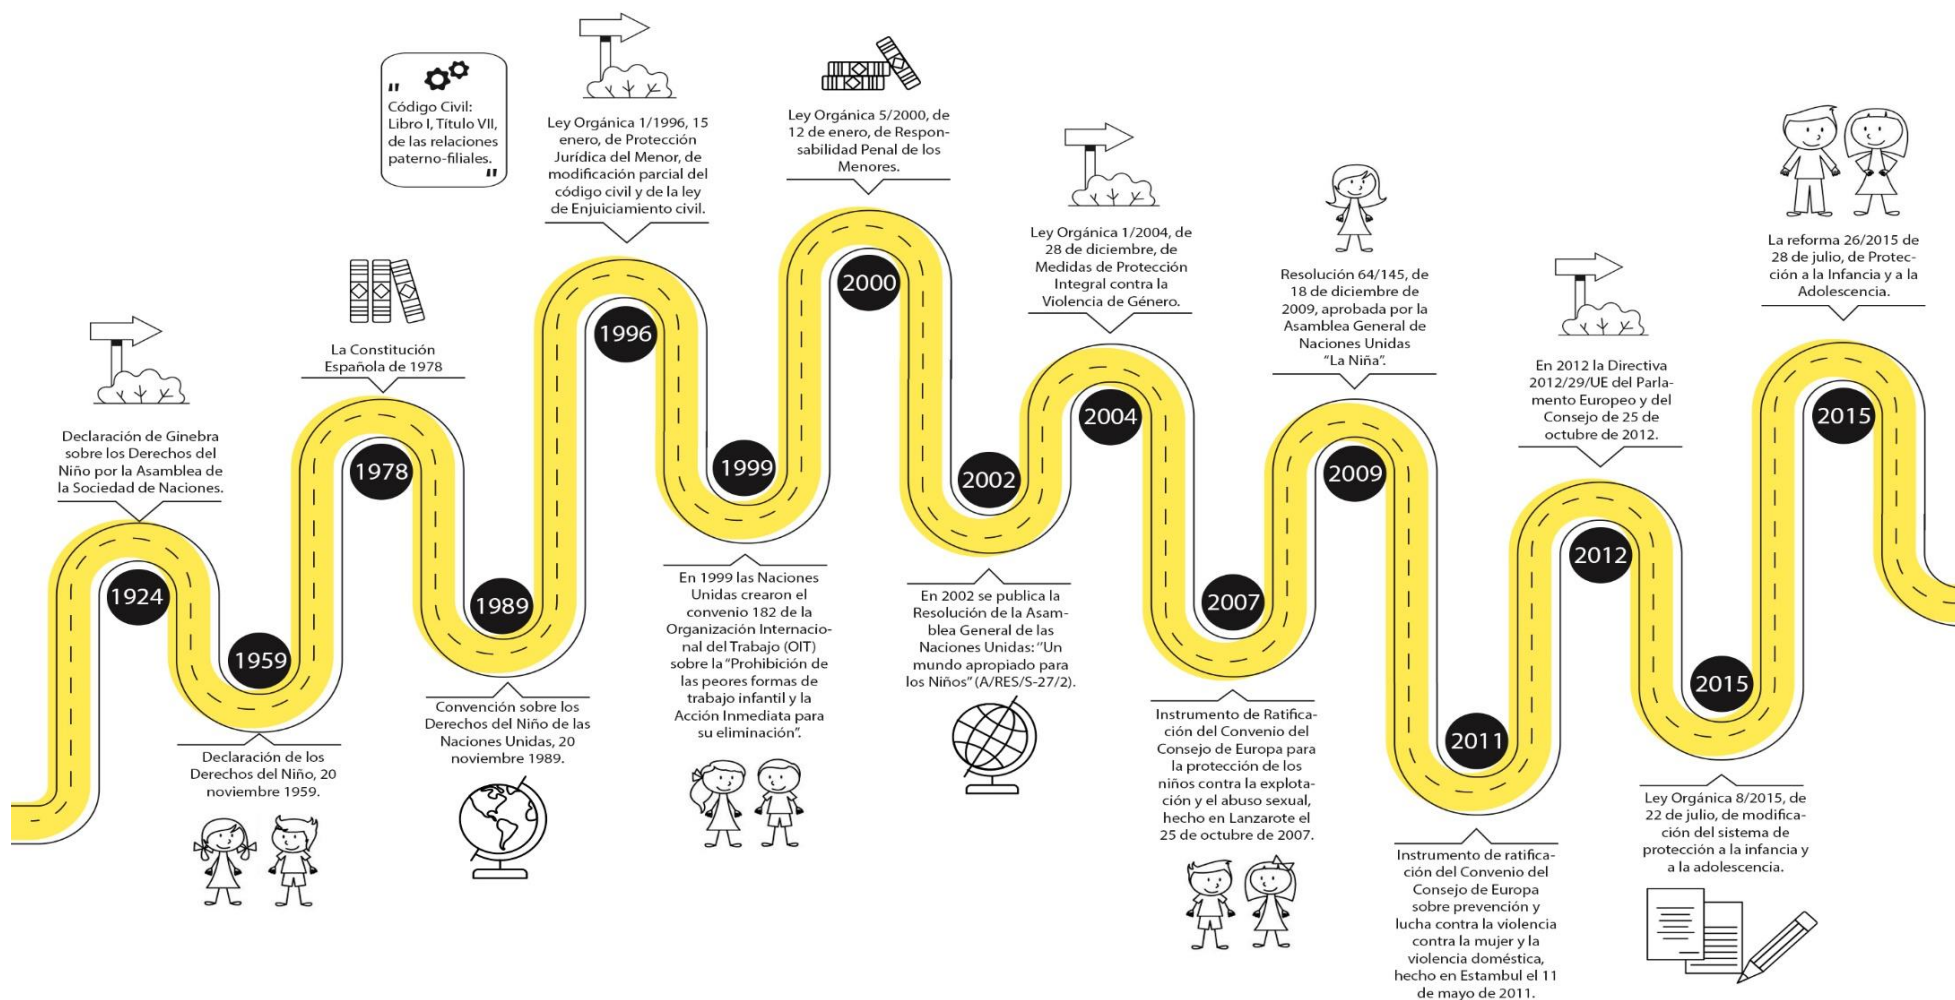 Declaración de Ginebra
sobre los Derechos del
Niño por la Asamblea de
la Sociedad de Naciones.
1924
1959
Declaración de los
Derechos del Niño, 20
noviembre 1959.
La Constitución
Española de 1978
1978
"
Código Civil:
Libro I, Título VII,
de las relaciones
paterno-filiales.
"
1989
Convención sobre los
Derechos del Niño de las
Naciones Unidas, 20
noviembre 1989.
Ley Orgánica 1/1996, 15
enero, de Protección
Jurídica del Menor, de
modificación parcial del
código civil y de la ley
de Enjuiciamiento civil.
1996
1999
En 1999 las Naciones
Unidas crearon el
convenio 182 de la
Organización Internacio-
nal del Trabajo (OIT)
sobre la “Prohibición de
las peores formas de
trabajo infantil y la
Acción Inmediata para
su eliminación”.
Ley Orgánica 5/2000, de
12 de enero, de Respon-
sabilidad Penal de los
Menores.
2000
2002
En 2002 se publica la
Resolución de la Asam-
blea General de las
Naciones Unidas: “Un
mundo apropiado para
los Niños” (A/RES/S-27/2).
Ley Orgánica 1/2004, de
28 de diciembre, de
Medidas de Protección
Integral contra la
Violencia de Género.
2004
2007
Instrumento de Ratifica-
ción del Convenio del
Consejo de Europa para
la protección de los
niños contra la explota-
ción y el abuso sexual,
hecho en Lanzarote el
25 de octubre de 2007.
Resolución 64/145, de
18 de diciembre de
2009, aprobada por la
Asamblea General de
Naciones Unidas
“La Niña”.
2009
2011
Instrumento de ratifica-
ción del Convenio del
Consejo de Europa
sobre prevención y
lucha contra la violencia
contra la mujer y la
violencia doméstica,
hecho en Estambul el 11
de mayo de 2011.
En 2012 la Directiva
2012/29/UE del Parla-
mento Europeo y del
Consejo de 25 de
octubre de 2012.
2012
2015
Ley Orgánica 8/2015, de
22 de julio, de modifica-
ción del sistema de
protección a la infancia y
a la adolescencia.
La reforma 26/2015 de
28 de julio, de Protec-
ción a la Infancia y a la
Adolescencia.
2015